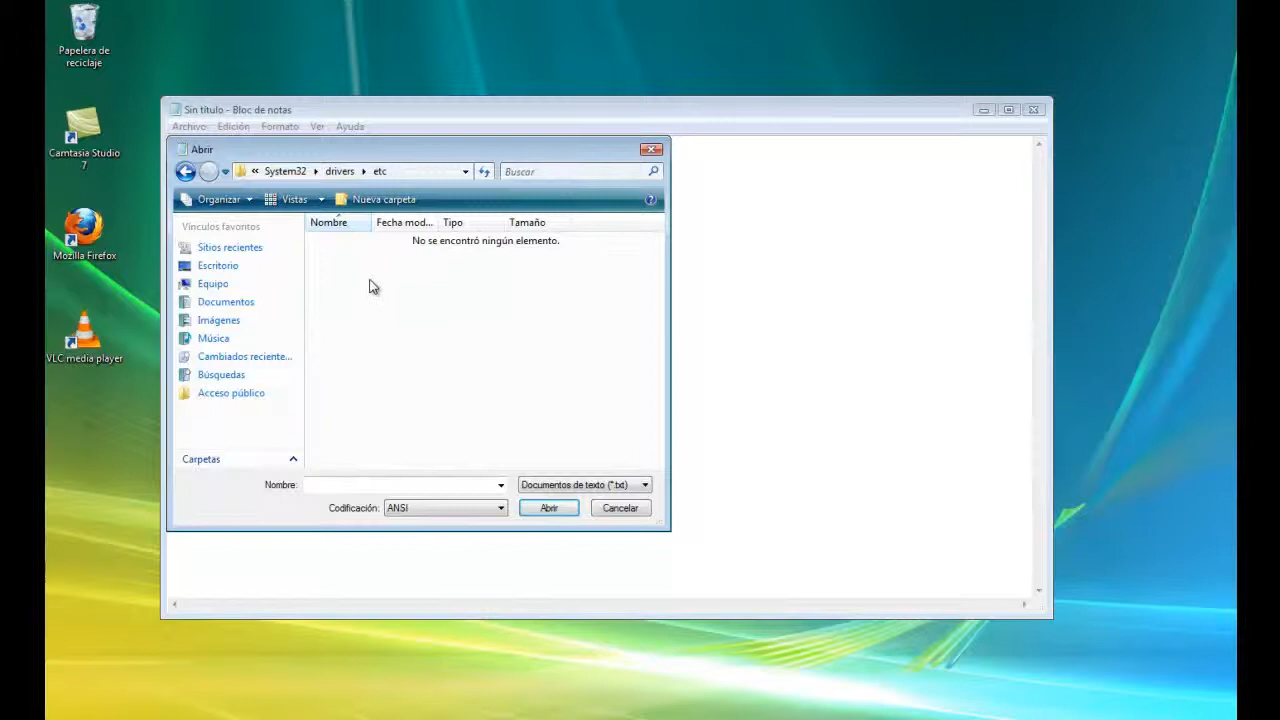 Papelera de
reciclaje
Camtasia Studio
7
Mozilla Firefox
VLC media player
Sin título - Bloc de notas
Archivo Edición Formato Ver Ayuda
Abrir
« System32 drivers etc Buscar
Organizar Vistas Nueva carpeta
Vínculos favoritos
Sitios recientes
Escritorio
Equipo
Documentos
Imágenes
Música
Cambiados reciente...
Búsquedas
Acceso público
Carpetas
Nombre Fecha mod... Tipo Tamaño
No se encontró ningún elemento.
Nombre: Documentos de texto (*.txt)
Codificación: ANSI Abrir Cancelar